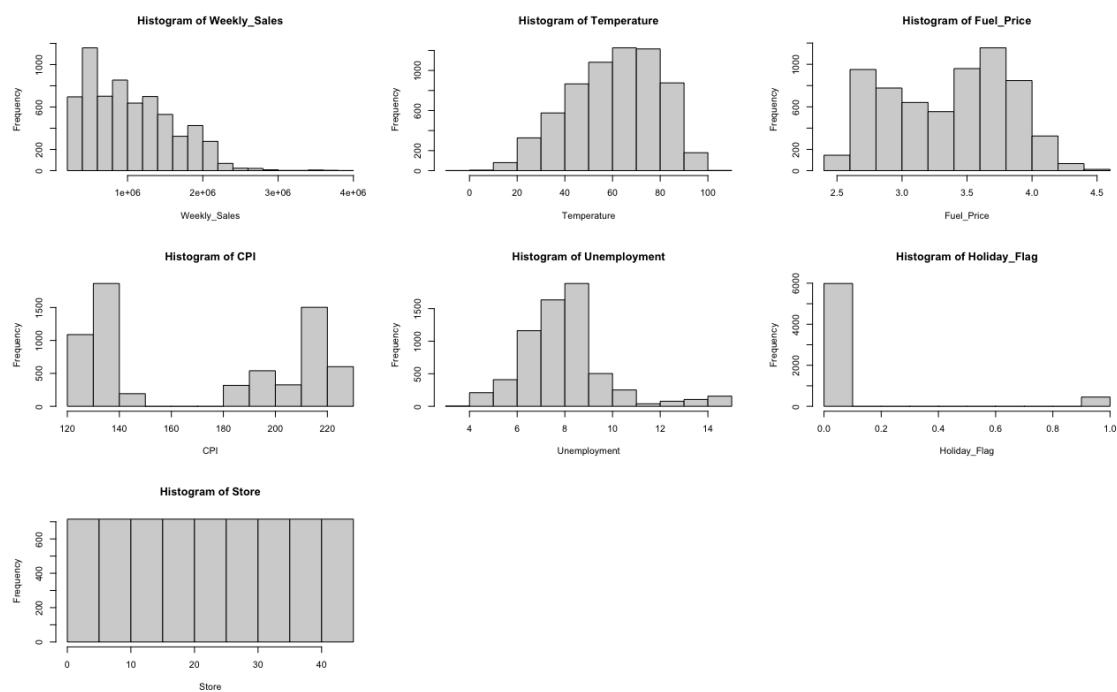 Histogram of Weekly_Sales
Frequency
0
200
600
1000
1e+06
2e+06
3e+06
4e+06
Weekly_Sales
Histogram of Temperature
Frequency
0
200
600
1000
0
20
40
60
80
100
Temperature
Histogram of Fuel_Price
Frequency
0
200
600
1000
2.5
3.0
3.5
4.0
4.5
Fuel_Price
Histogram of CPI
Frequency
0
500
1000
1500
120
140
160
180
200
220
CPI
Histogram of Unemployment
Frequency
0
500
1000
1500
4
6
8
10
12
14
Unemployment
Histogram of Holiday_Flag
Frequency
0
2000
4000
6000
0.0
0.2
0.4
0.6
0.8
1.0
Holiday_Flag
Histogram of Store
Frequency
0
200
400
600
0
10
20
30
40
Store